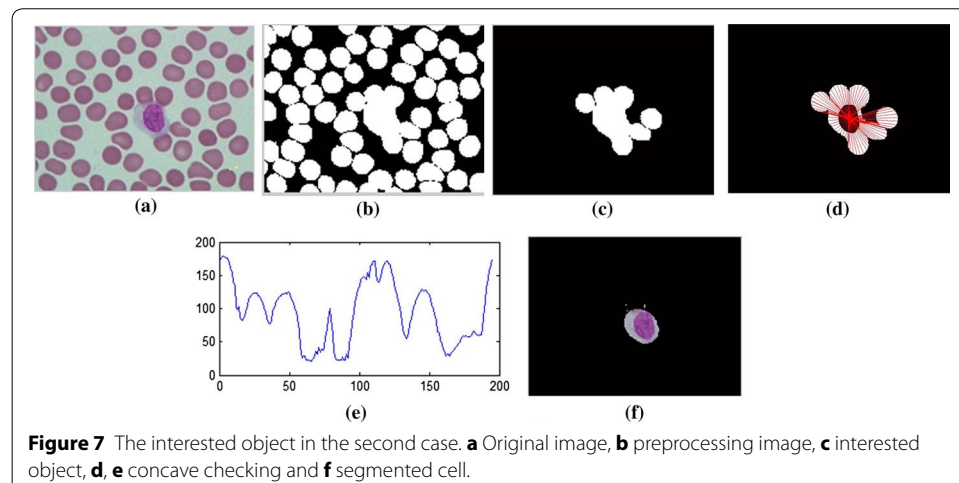 (a)
(b)
(c)
(d)
200
150
100
50
0
0 50 100 150 200
(e)
(f)
Figure 7 The interested object in the second case. a Original image, b preprocessing image, c interested
object, d, e concave checking and f segmented cell.